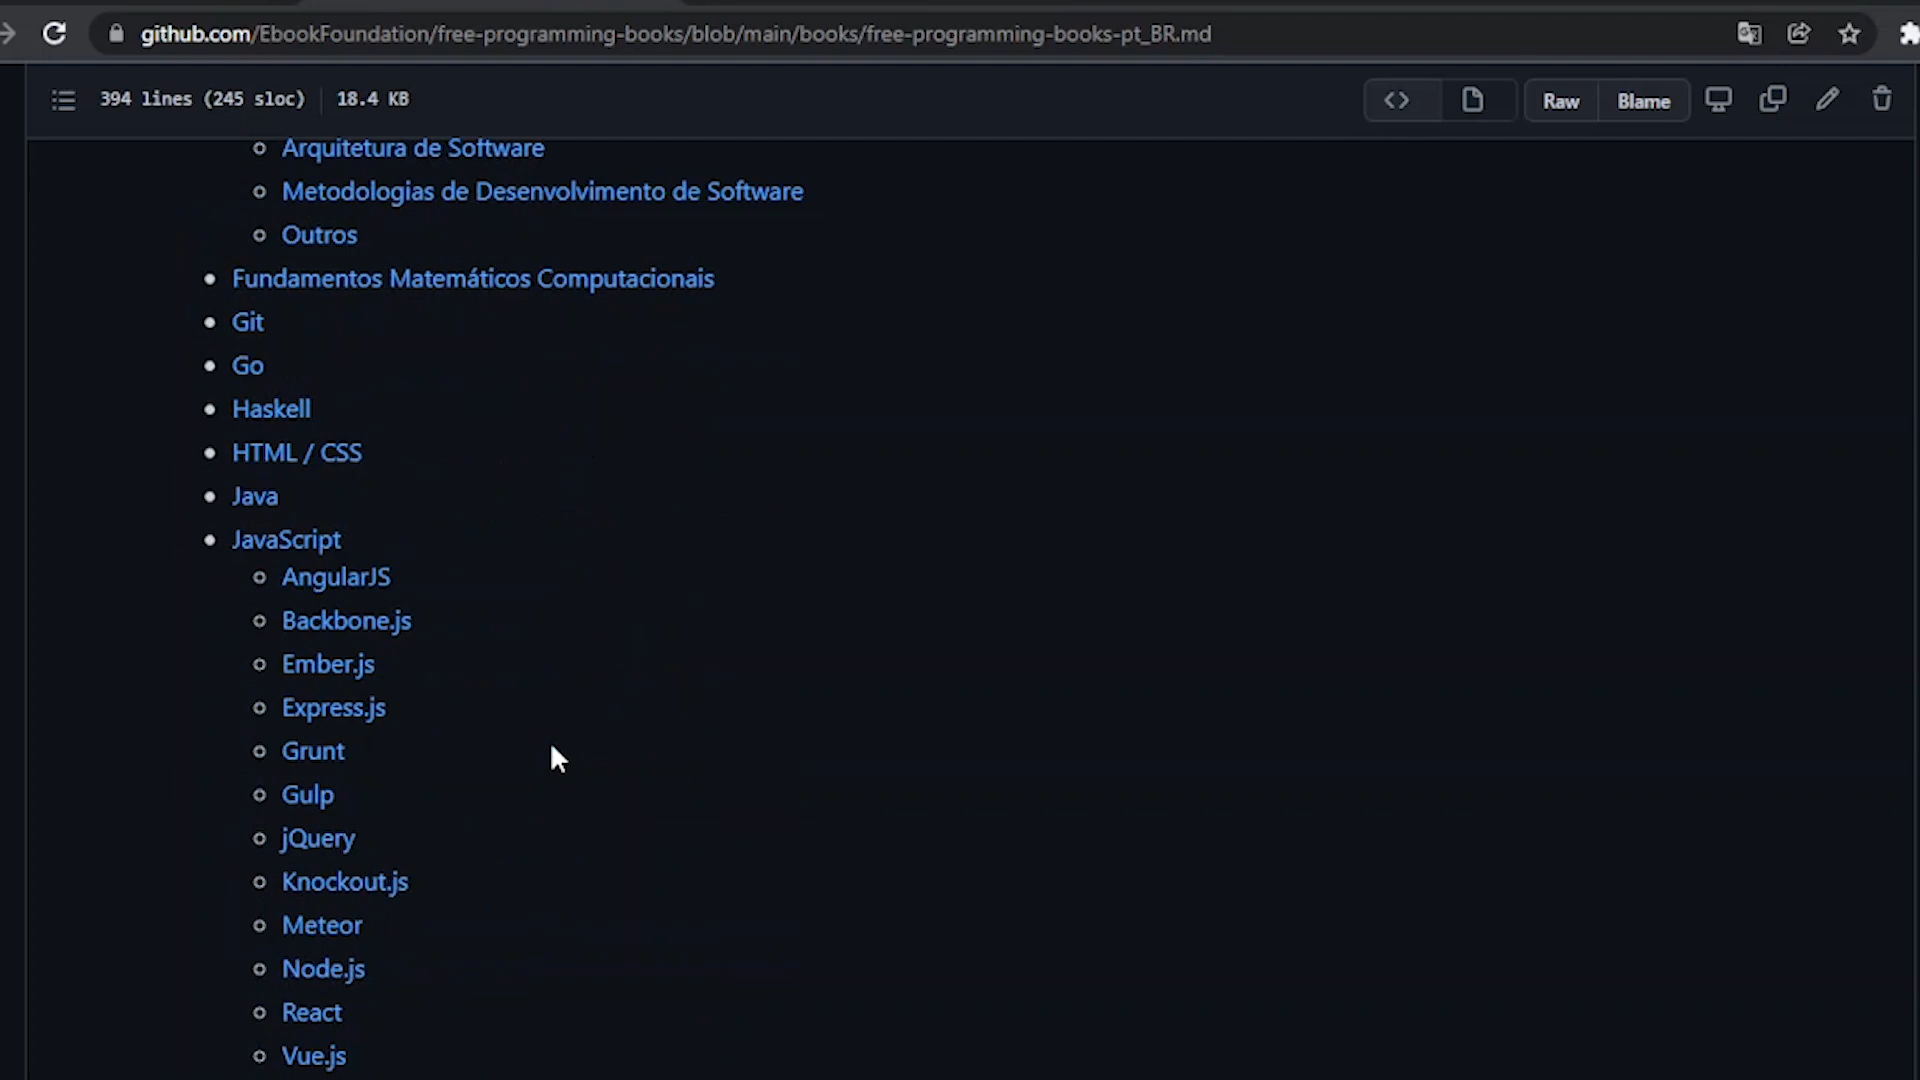 github.com/EbookFoundation/free-programming-books/blob/main/books/free-programming-books-pt_BR.md
394 lines (245 sloc) 18.4 KB
Raw Blame
Arquitetura de Software
Metodologias de Desenvolvimento de Software
Outros
Fundamentos Matemáticos Computacionais
Git
Go
Haskell
HTML / CSS
Java
JavaScript
AngularJS
Backbone.js
Ember.js
Express.js
Grunt
Gulp
jQuery
Knockout.js
Meteor
Node.js
React
Vue.js